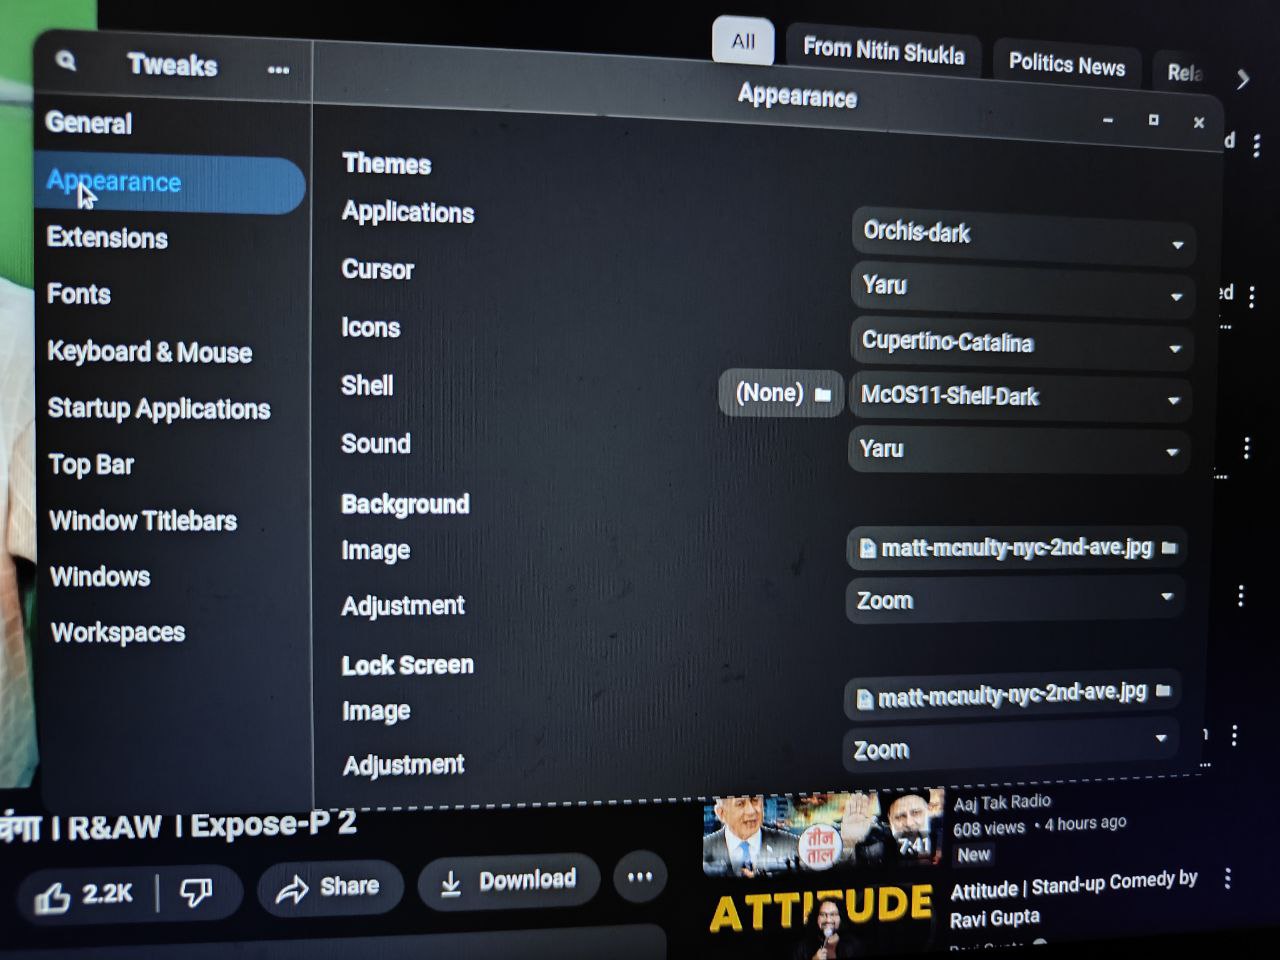 All
From Nitin Shukla
Politics News
Tweaks
Appearance
General
Appearance
Extensions
Fonts
Keyboard & Mouse
Startup Applications
Top Bar
Window Titlebars
Windows
Workspaces
Themes
Applications
Orchis-dark
Cursor
Yaru
Icons
Cupertino-Catalina
Shell
(None)
McOS11-Shell-Dark
Sound
Yaru
Background
Image
matt-mcnulty-nyc-2nd-ave.jpg
Adjustment
Zoom
Lock Screen
Image
matt-mcnulty-nyc-2nd-ave.jpg
Adjustment
Zoom
| R&AW | Expose-P 2
2.2K
Share
Download
तीन
ताल
7:41
Aaj Tak Radio
608 views • 4 hours ago
New
ATTITUDE
Attitude | Stand-up Comedy by
Ravi Gupta